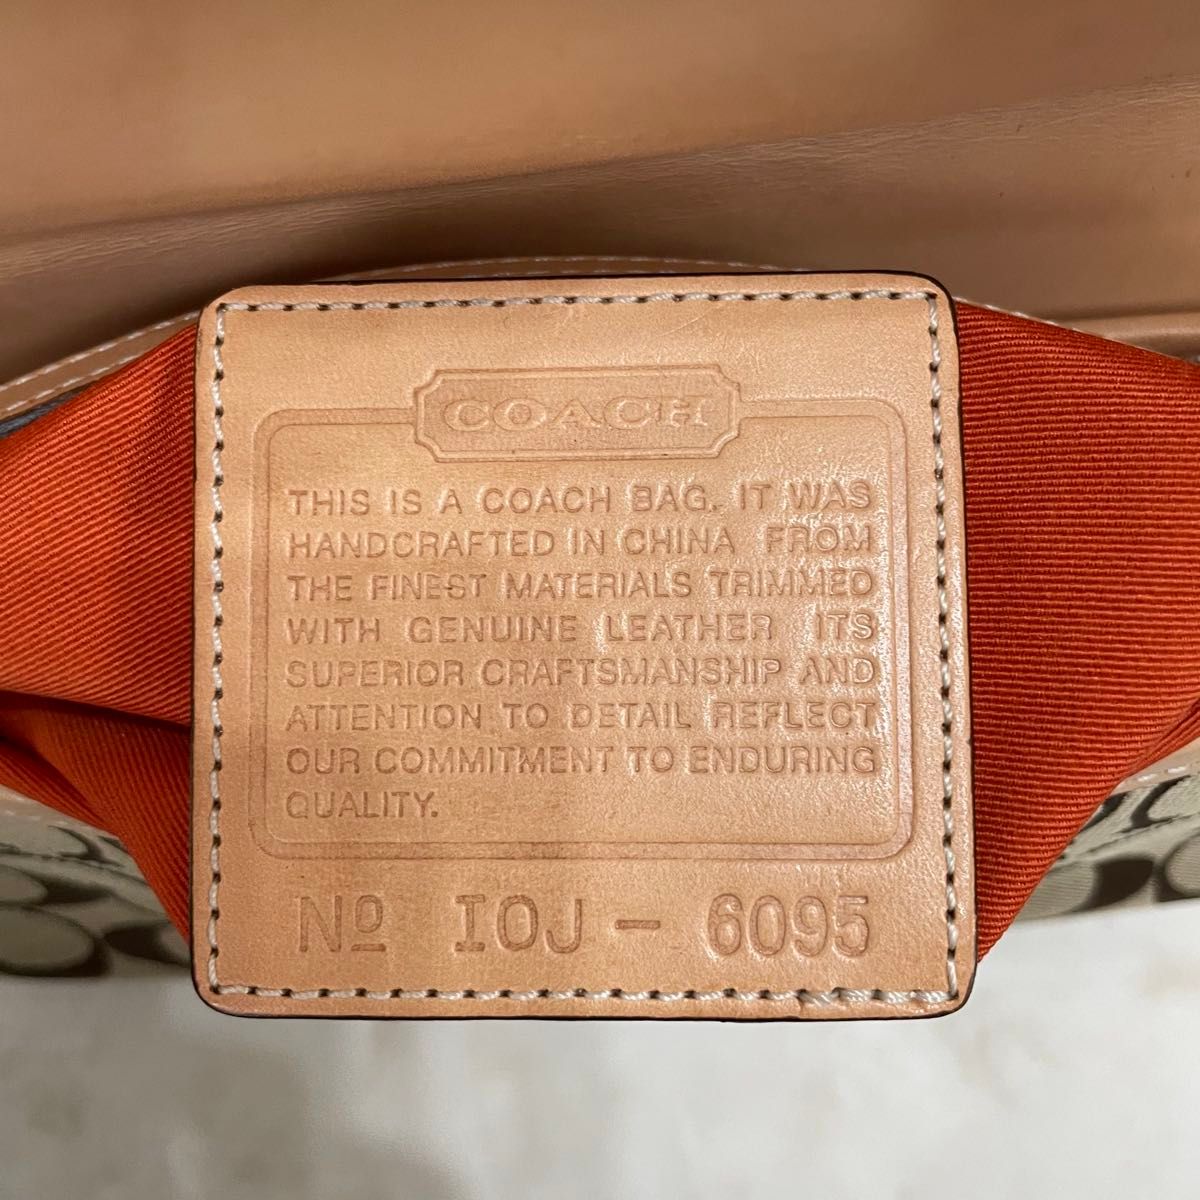 COACH
THIS IS A COACH BAG. IT WAS
HANDCRAFTED IN CHINA FROM
THE FINEST MATERIALS TRIMMED
WITH GENUINE LEATHER ITS
SUPERIOR CRAFTSMANSHIP AND
ATTENTION TO DETAIL REFLECT
OUR COMMITMENT TO ENDURING
QUALITY.
Nº IOJ - 6095